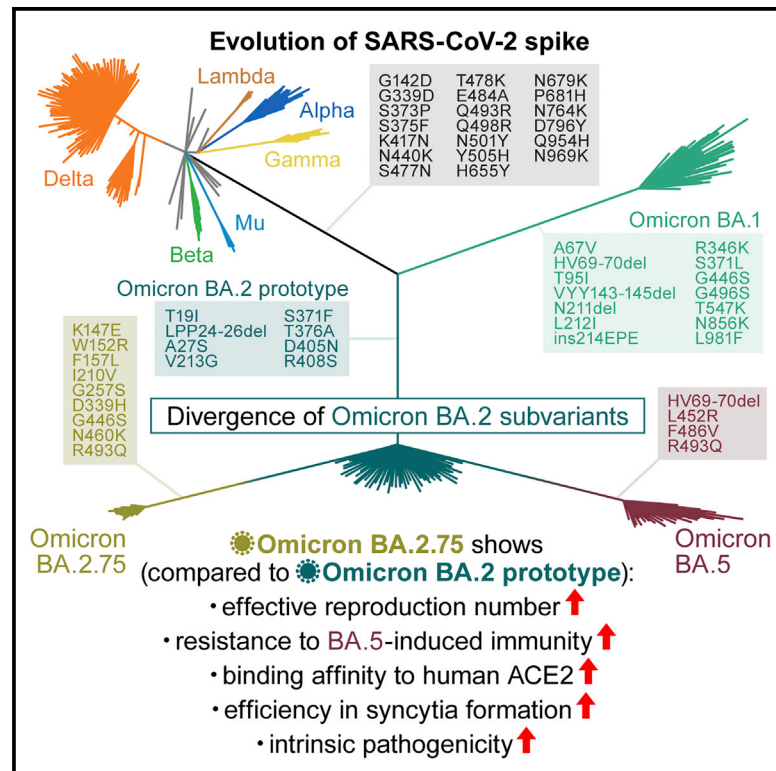 Evolution of SARS-CoV-2 spike
Lambda
Alpha
Gamma
Delta
Mu
Beta
G142D T478K N679K
G339D E484A P681H
S373P Q493R N764K
S375F Q498R D796Y
K417N N501Y Q954H
N440K Y505H N969K
S477N H655Y
Omicron BA.1
A67V R346K
HV69-70del S371L
T95I G446S
VYY143-145del G496S
N211del T547K
L212I N856K
ins214EPE L981F
Omicron BA.2 prototype
T19I S371F
LPP24-26del T376A
A27S D405N
V213G R408S
K147E
W152R
F157L
I210V
G257S
D339H
G446S
N460K
R493Q
Divergence of Omicron BA.2 subvariants
HV69-70del
L452R
F486V
R493Q
Omicron
BA.2.75
Omicron
BA.5
Omicron BA.2.75 shows
(compared to Omicron BA.2 prototype):
• effective reproduction number
• resistance to BA.5-induced immunity
• binding affinity to human ACE2
• efficiency in syncytia formation
• intrinsic pathogenicity